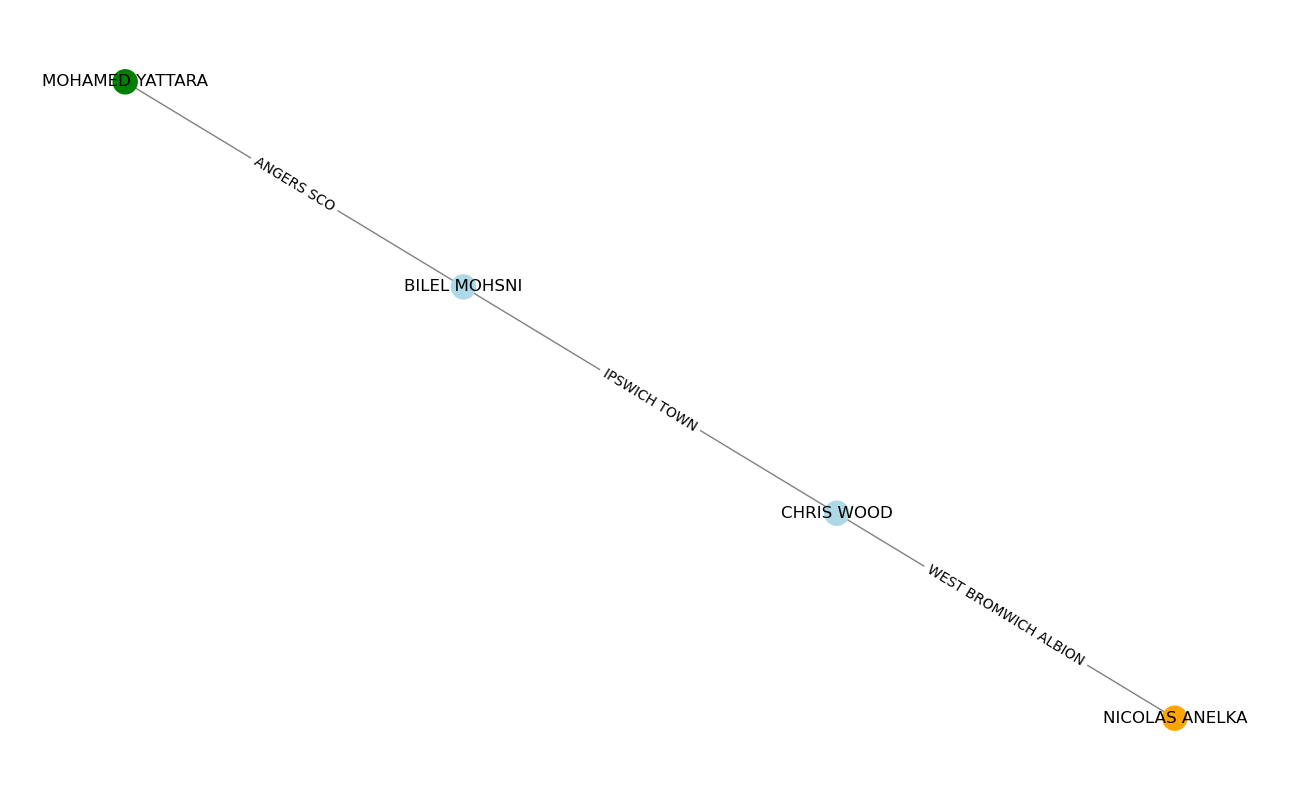 MOHAMED YATTARA
ANGERS SCO
BILEL MOHSNI
IPSWICH TOWN
CHRIS WOOD
WEST BROMWICH ALBION
NICOLAS ANELKA